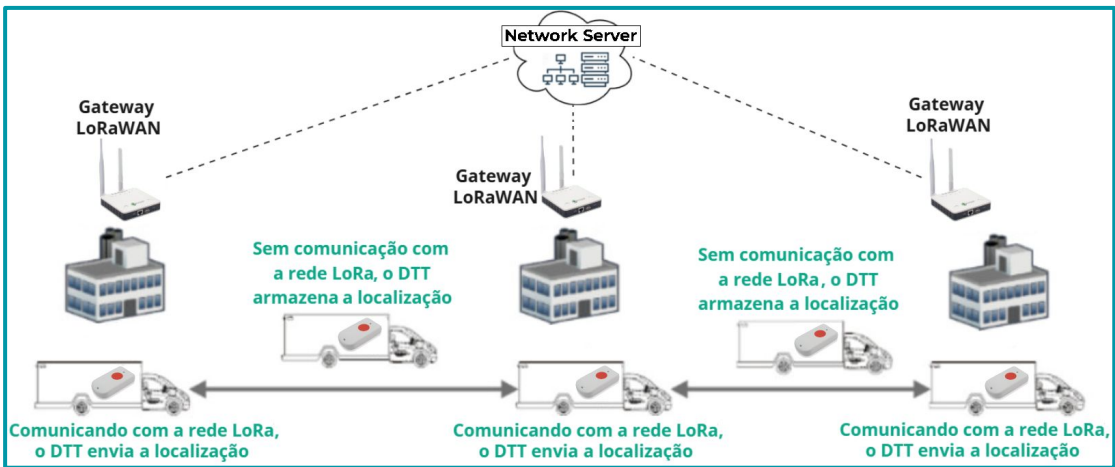 Network Server
Gateway
LoRaWAN
Gateway
LoRaWAN
Gateway
LoRaWAN
Sem comunicação com
a rede LoRa, o DTT
armazena a localização
Sem comunicação com
a rede LoRa, o DTT
armazena a localização
Comunicando com a rede LoRa,
o DTT envia a localização
Comunicando com a rede LoRa,
o DTT envia a localização
Comunicando com a rede LoRa,
o DTT envia a localização